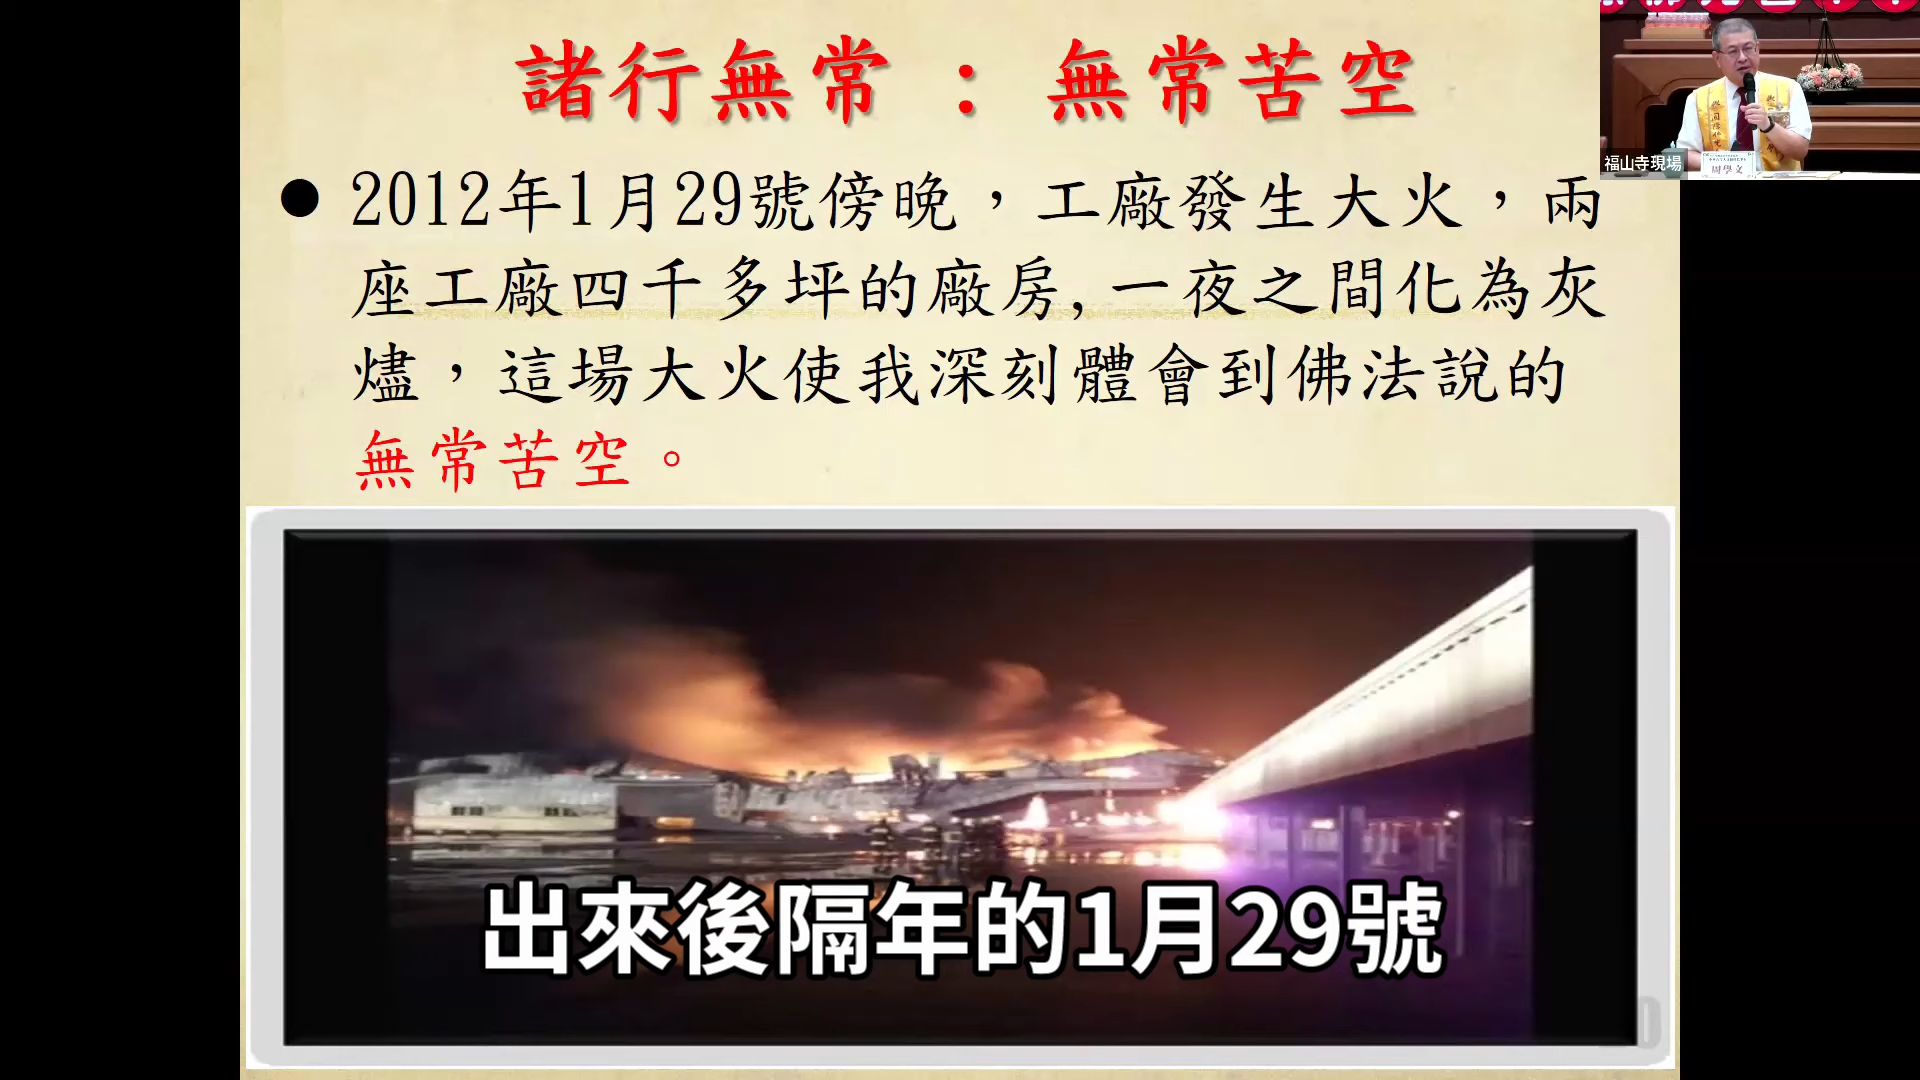 諸行無常 : 無常苦空
● 2012年1月29號傍晚，工廠發生大火，兩
座工廠四千多坪的廠房,一夜之間化為灰
燼，這場大火使我深刻體會到佛法說的
無常苦空。
出來後隔年的1月29號
福山寺現場
周學文